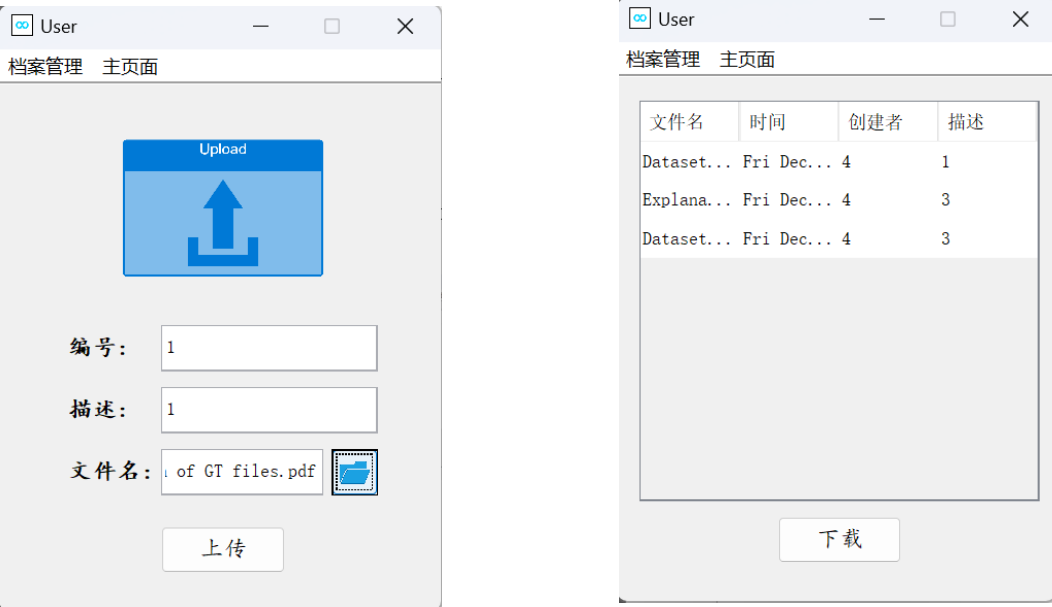 User
档案管理 主页面
Upload
编号: 1
描述: 1
文件名: of GT files.pdf
上传
User
档案管理 主页面
文件名 时间 创建者 描述
Dataset... Fri Dec... 4 1
Explana... Fri Dec... 4 3
Dataset... Fri Dec... 4 3
下载